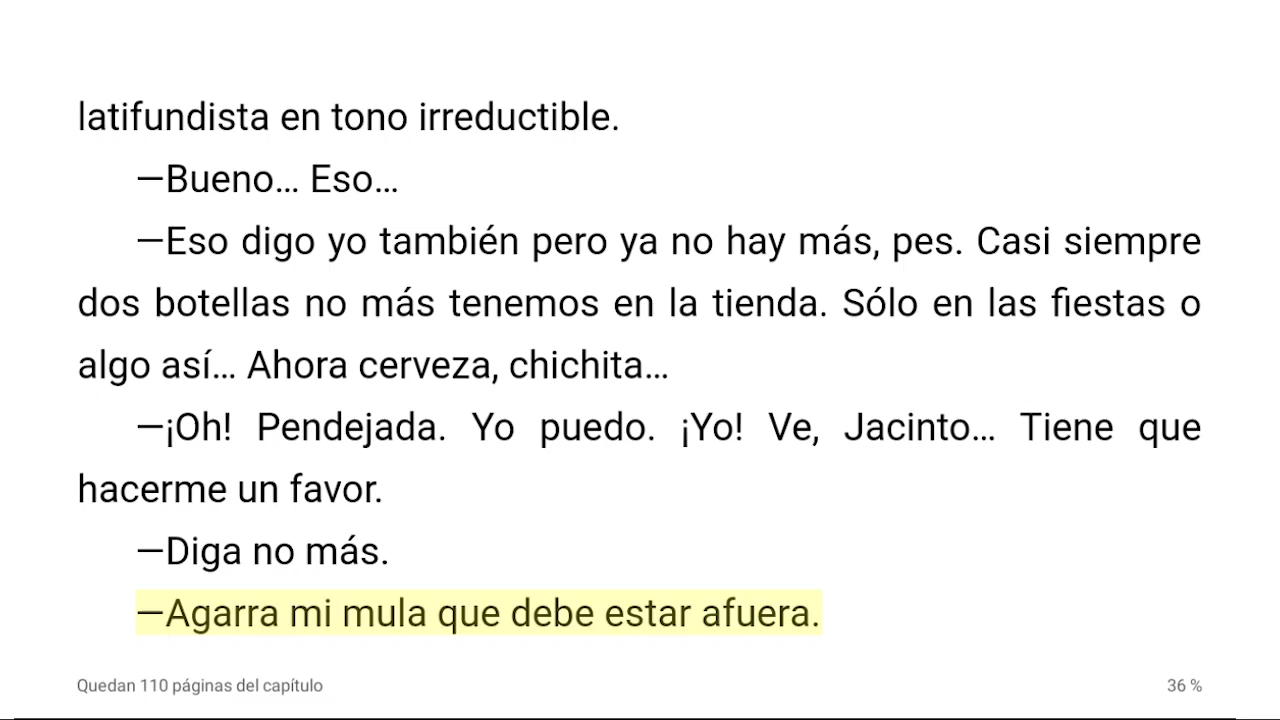 latifundista en tono irreductible.
—Bueno... Eso...
—Eso digo yo también pero ya no hay más, pes. Casi siempre
dos botellas no más tenemos en la tienda. Sólo en las fiestas o
algo así... Ahora cerveza, chichita...
—¡Oh! Pendejada. Yo puedo. ¡Yo! Ve, Jacinto... Tiene que
hacerme un favor.
—Diga no más.
—Agarra mi mula que debe estar afuera.
Quedan 110 páginas del capítulo
36 %